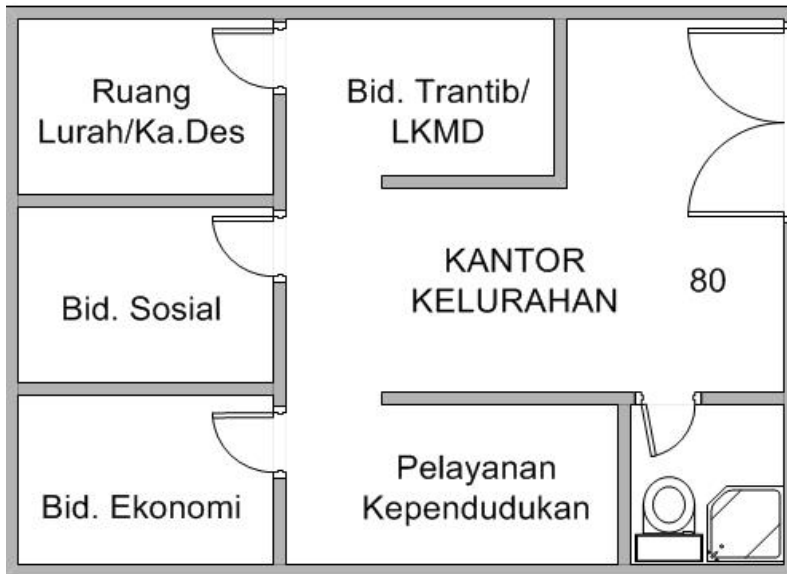 Ruang
Lurah/Ka.Des
Bid. Trantib/
LKMD
Bid. Sosial
KANTOR
KELURAHAN
80
Bid. Ekonomi
Pelayanan
Kependudukan